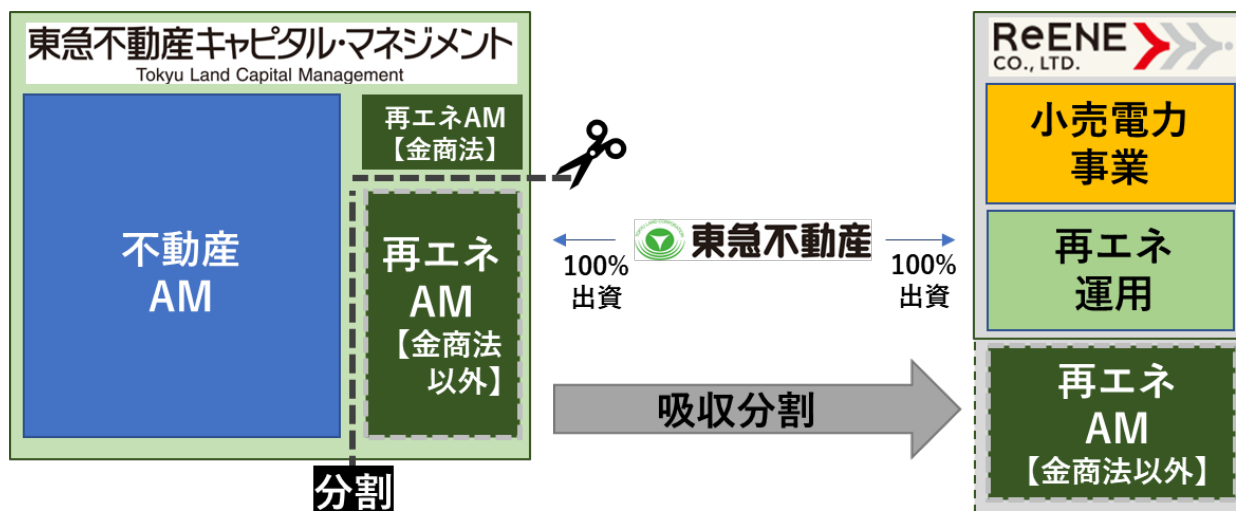 東急不動産キャピタル・マネジメント
Tokyu Land Capital Management
不動産
AM
再エネAM
【金商法】
再エネ
AM
【金商法
以外】
分割
100%
出資
東急不動産
100%
出資
吸収分割
ReENE
CO., LTD.
小売電力
事業
再エネ
運用
再エネ
AM
【金商法以外】